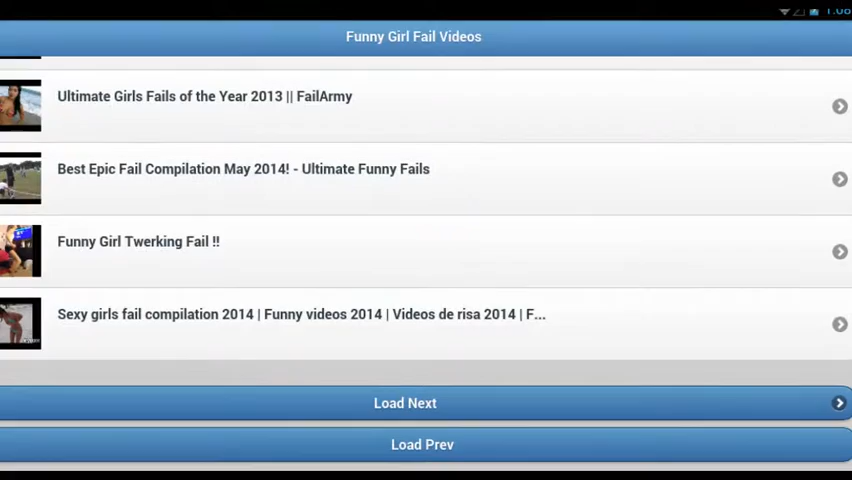 1:08
Funny Girl Fail Videos
Ultimate Girls Fails of the Year 2013 || FailArmy
Best Epic Fail Compilation May 2014! - Ultimate Funny Fails
Funny Girl Twerking Fail !!
Sexy girls fail compilation 2014 | Funny videos 2014 | Videos de risa 2014 | F...
Load Next
Load Prev